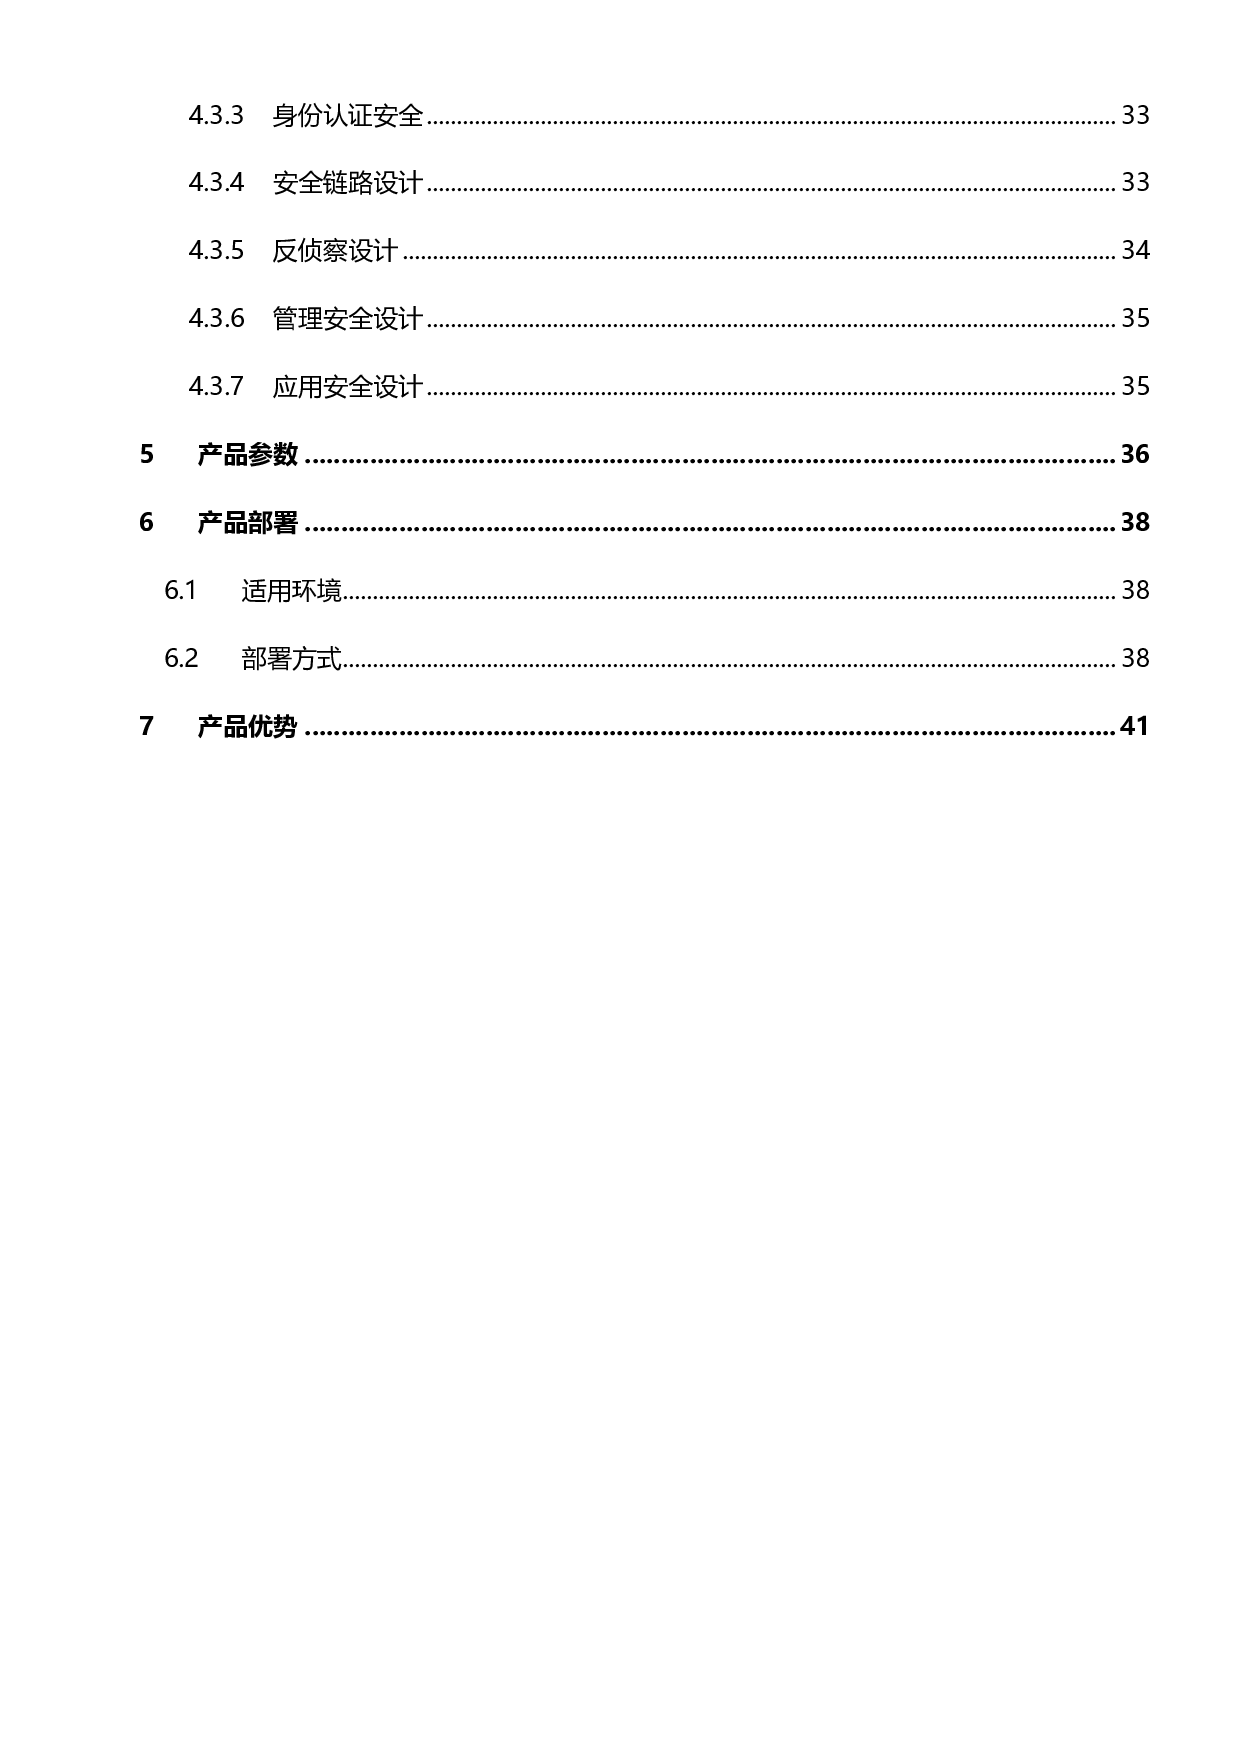 4.3.3 身份认证安全........................................ 33
4.3.4 安全链路设计........................................ 33
4.3.5 反侦察设计........................................ 34
4.3.6 管理安全设计........................................ 35
4.3.7 应用安全设计........................................ 35
5 产品参数........................................ 36
6 产品部署........................................ 38
6.1 适用环境........................................ 38
6.2 部署方式........................................ 38
7 产品优势........................................ 41